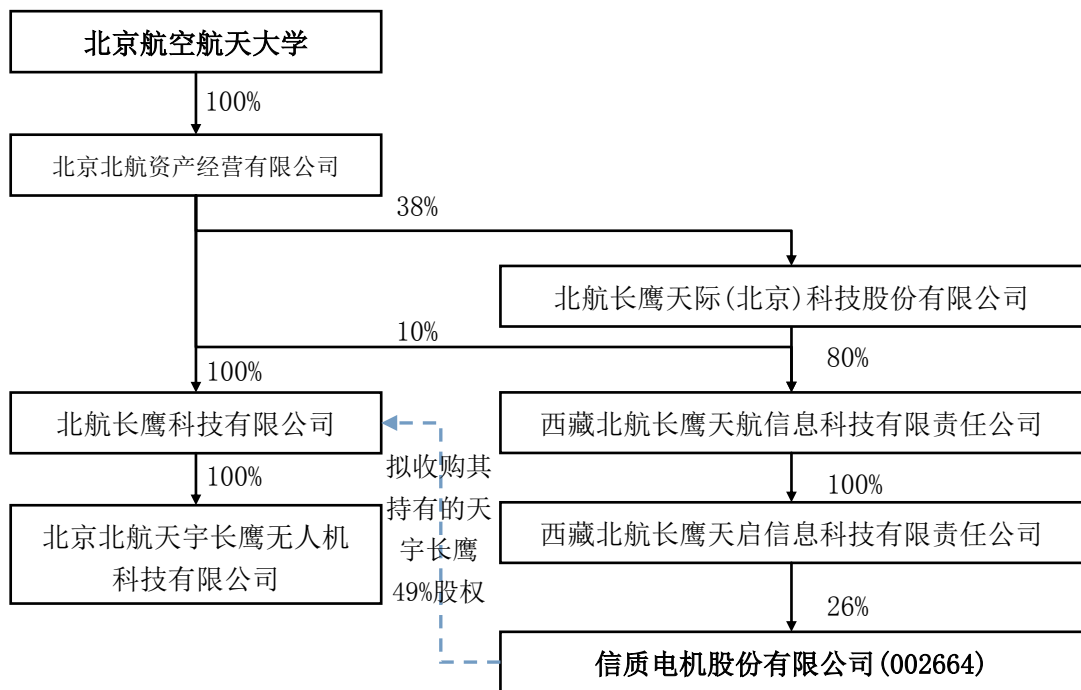 北京航空航天大学
100%
北京北航资产经营有限公司
38%
北航长鹰天际(北京)科技股份有限公司
10%
80%
100%
北航长鹰科技有限公司
西藏北航长鹰天航信息科技有限责任公司
拟收购其
持有的天
宇长鹰
49%股权
100%
100%
北京北航天宇长鹰无人机
科技有限公司
西藏北航长鹰天启信息科技有限责任公司
26%
信质电机股份有限公司(002664)